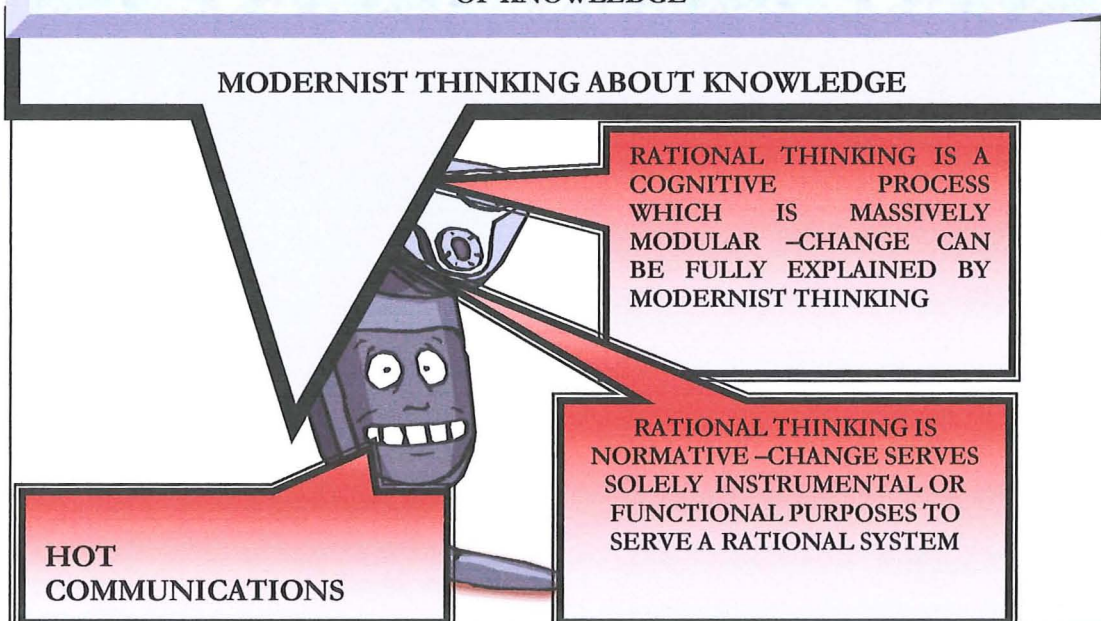 OF KNOWLEDGE
MODERNIST THINKING ABOUT KNOWLEDGE
RATIONAL THINKING IS A
COGNITIVE PROCESS
WHICH IS MASSIVELY
MODULAR –CHANGE CAN
BE FULLY EXPLAINED BY
MODERNIST THINKING
RATIONAL THINKING IS
NORMATIVE –CHANGE SERVES
SOLELY INSTRUMENTAL OR
FUNCTIONAL PURPOSES TO
SERVE A RATIONAL SYSTEM
HOT
COMMUNICATIONS